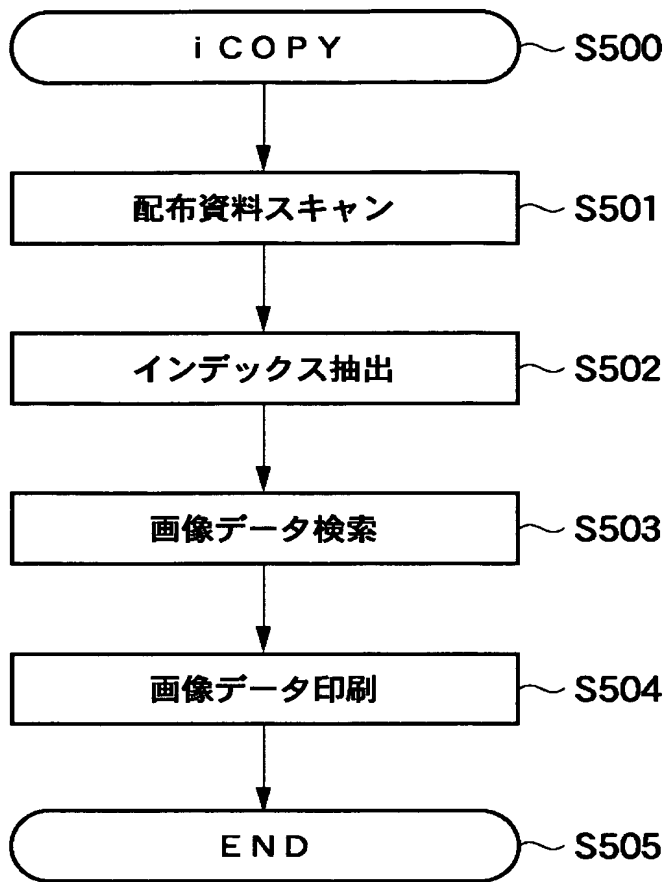 i COPY S500
配布資料スキャン S501
インデックス抽出 S502
画像データ検索 S503
画像データ印刷 S504
END S505